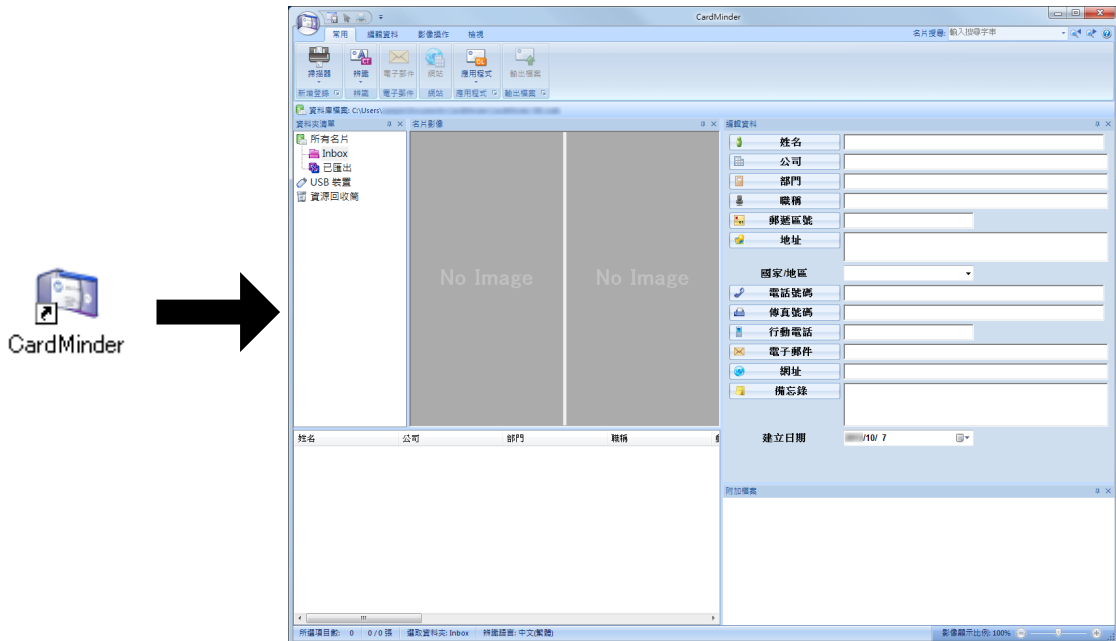 CardMinder
CardMinder
常用 編輯資料 影像操作 檢視
名片搜尋: 輸入搜尋字串
掃描器 辨識 電子郵件 網站 應用程式 輸出檔案
新增登錄 辨識 電子郵件 網站 應用程式 輸出檔案
資料庫檔案: C:\Users\
資料夾清單
名片影像
編輯資料
所有名片
Inbox
已匯出
USB 裝置
資源回收筒
No Image
No Image
姓名
公司
部門
職稱
郵遞區號
地址
國家/地區
電話號碼
傳真號碼
行動電話
電子郵件
網址
備忘錄
建立日期 /10/ 7
姓名 公司 部門 職稱
附加檔案
所選項目數: 0 0 / 0 張 選取資料夾: Inbox 辨識語言: 中文(繁體)
影像顯示比例: 100%